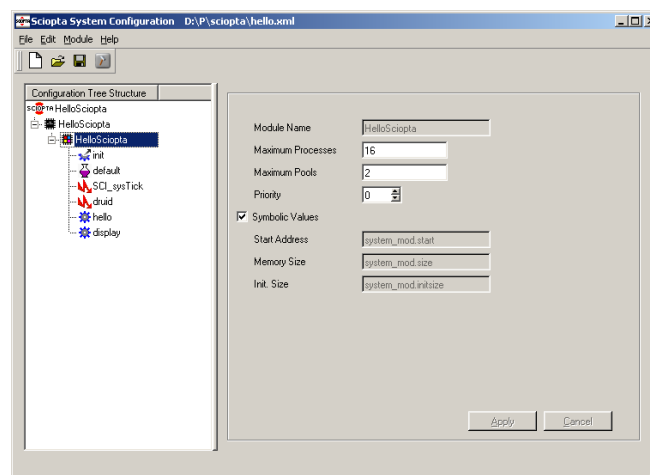 Sciopta System Configuration D:\P\sciopta\hello.xml
File Edit Module Help
Configuration Tree Structure
SCIOPTA HelloSciopta
HelloSciopta
HelloSciopta
init
default
SCI_sysTick
druid
hello
display
Module Name HelloSciopta
Maximum Processes 16
Maximum Pools 2
Priority 0
Symbolic Values
Start Address system_mod.start
Memory Size system_mod.size
Init. Size system_mod.initsize
Apply Cancel